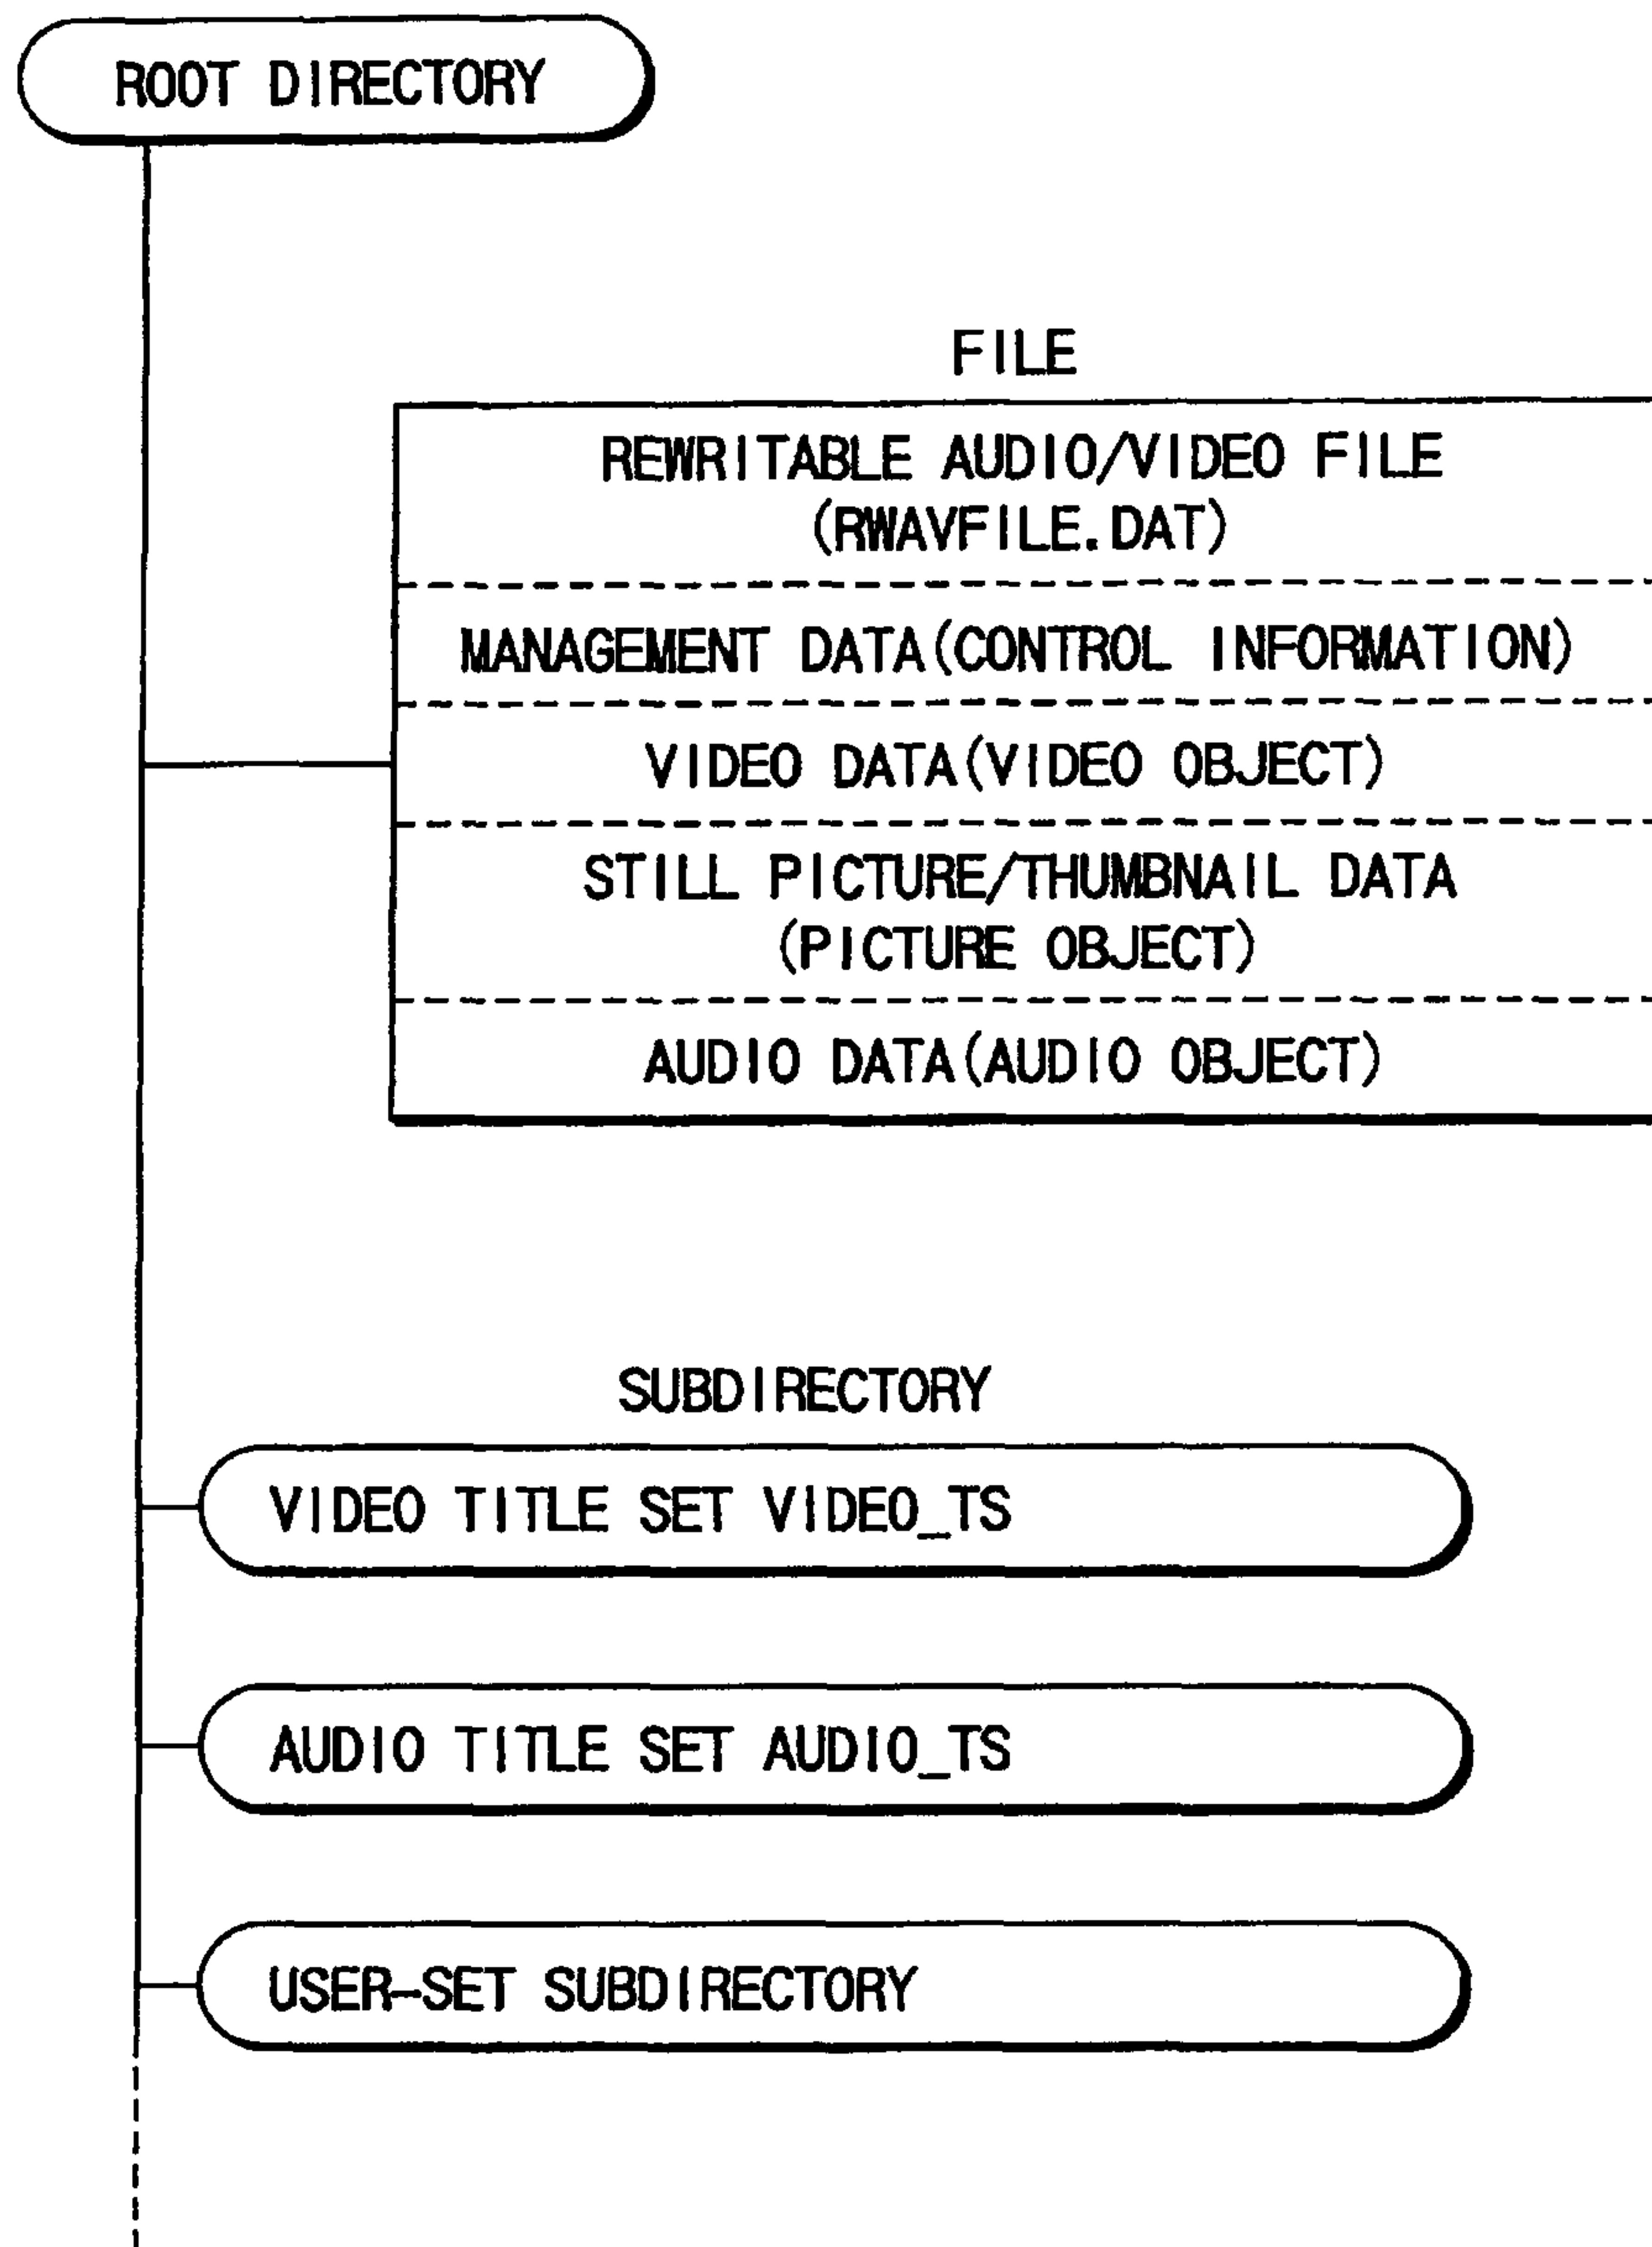 ROOT DIRECTORY
FILE
REWRITABLE AUDIO/VIDEO FILE
(RWAVFILE.DAT)
MANAGEMENT DATA(CONTROL INFORMATION)
VIDEO DATA(VIDEO OBJECT)
STILL PICTURE/THUMBNAIL DATA
(PICTURE OBJECT)
AUDIO DATA(AUDIO OBJECT)
SUBDIRECTORY
VIDEO TITLE SET VIDEO_TS
AUDIO TITLE SET AUDIO_TS
USER-SET SUBDIRECTORY